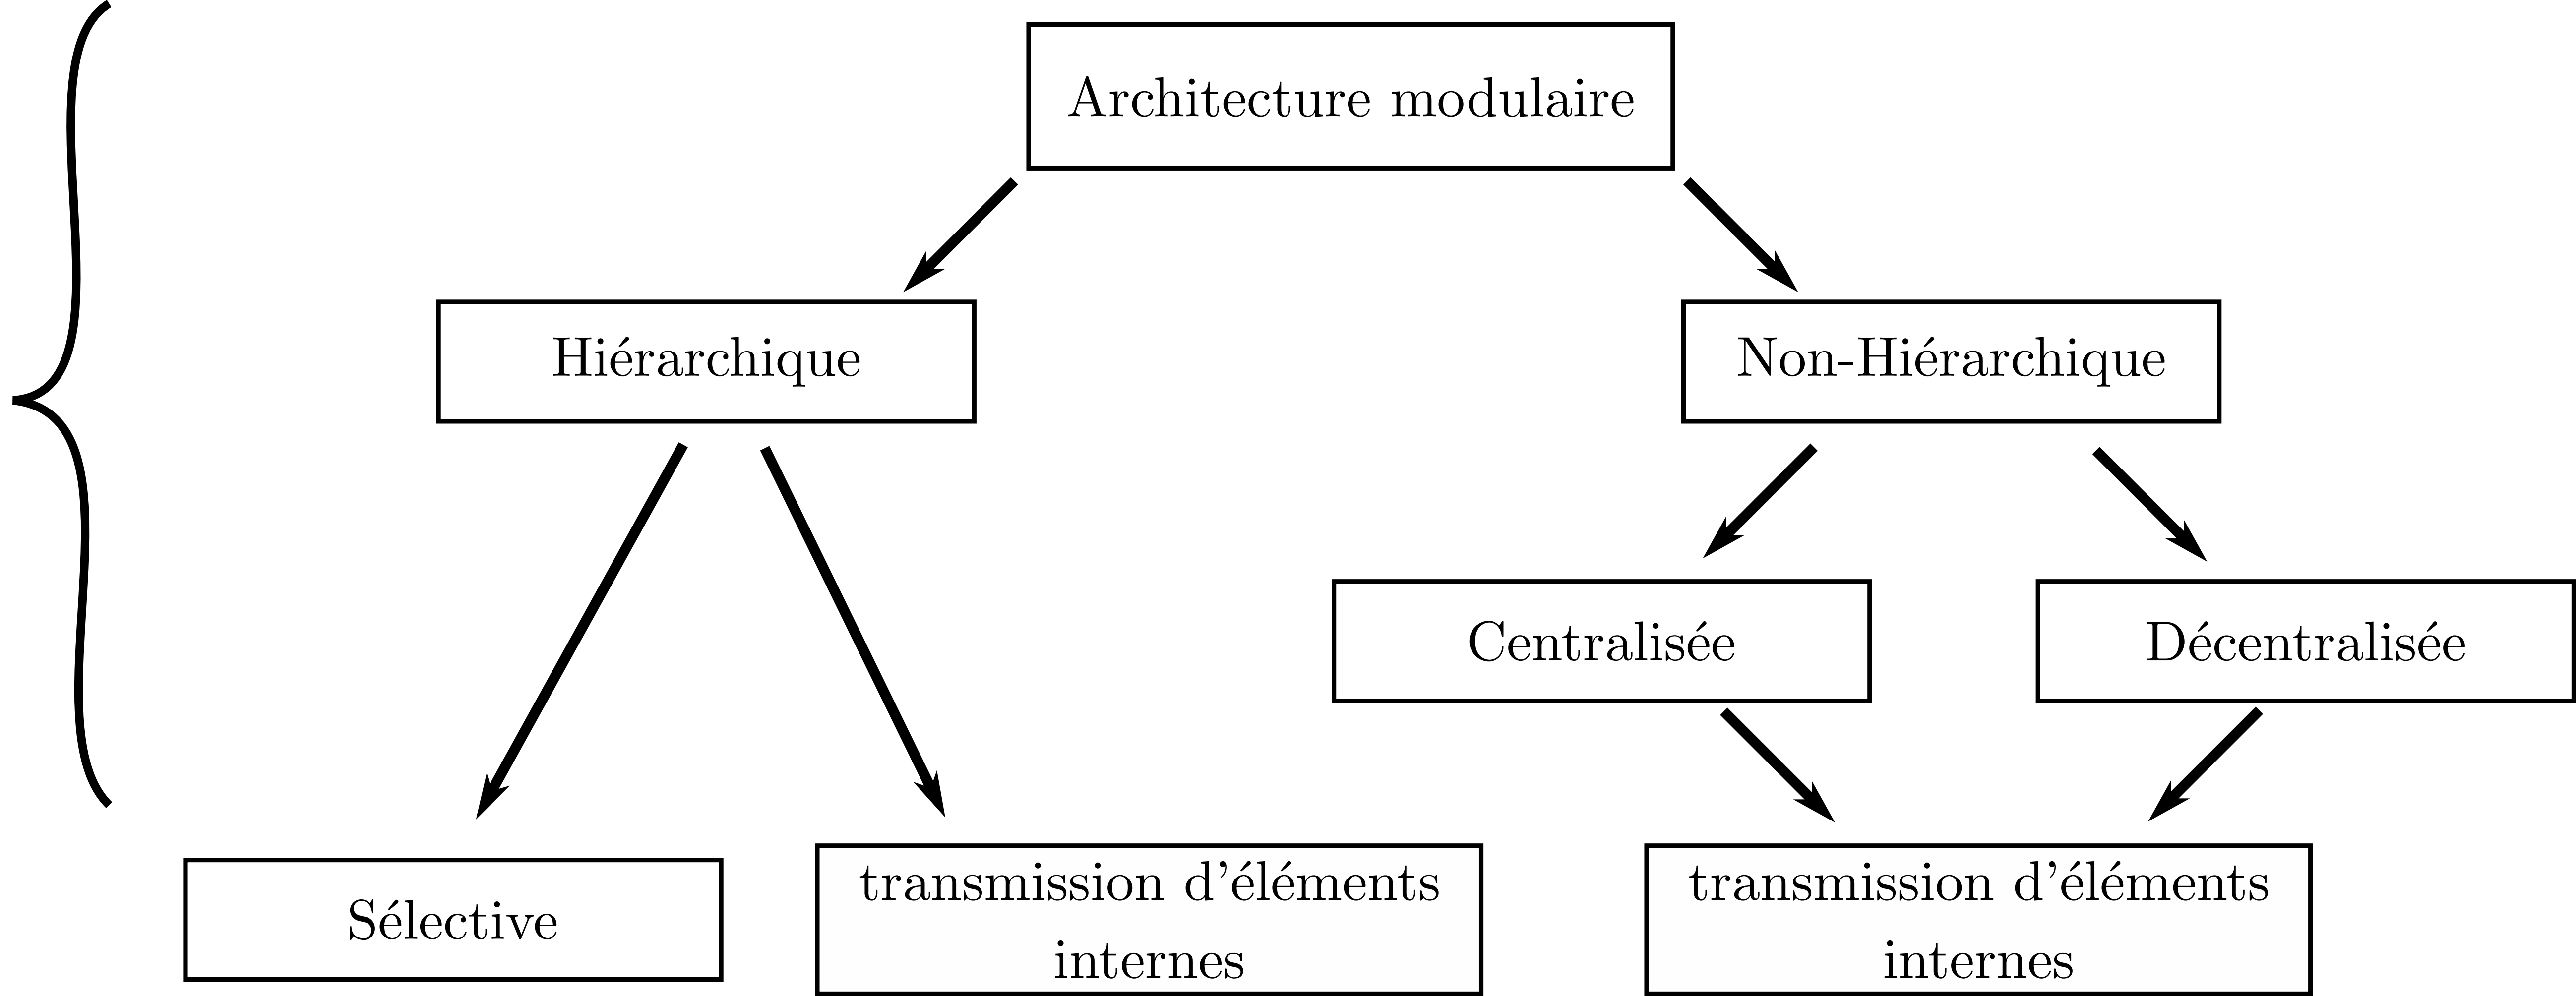 Architecture modulaire
Hiérarchique
Non-Hiérarchique
Centralisée
Décentralisée
Sélective
transmission d'éléments
internes
transmission d'éléments
internes